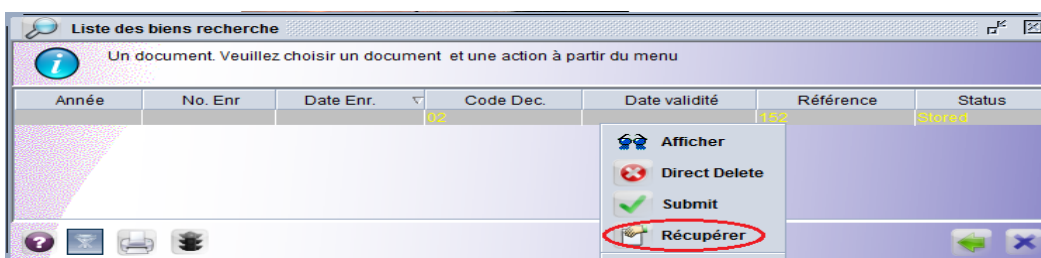 Liste des biens recherche
Un document. Veuillez choisir un document et une action à partir du menu
Année No. Enr Date Enr. Code Dec. Date validité Référence Status
02 152 Stored
Afficher
Direct Delete
Submit
Récupérer